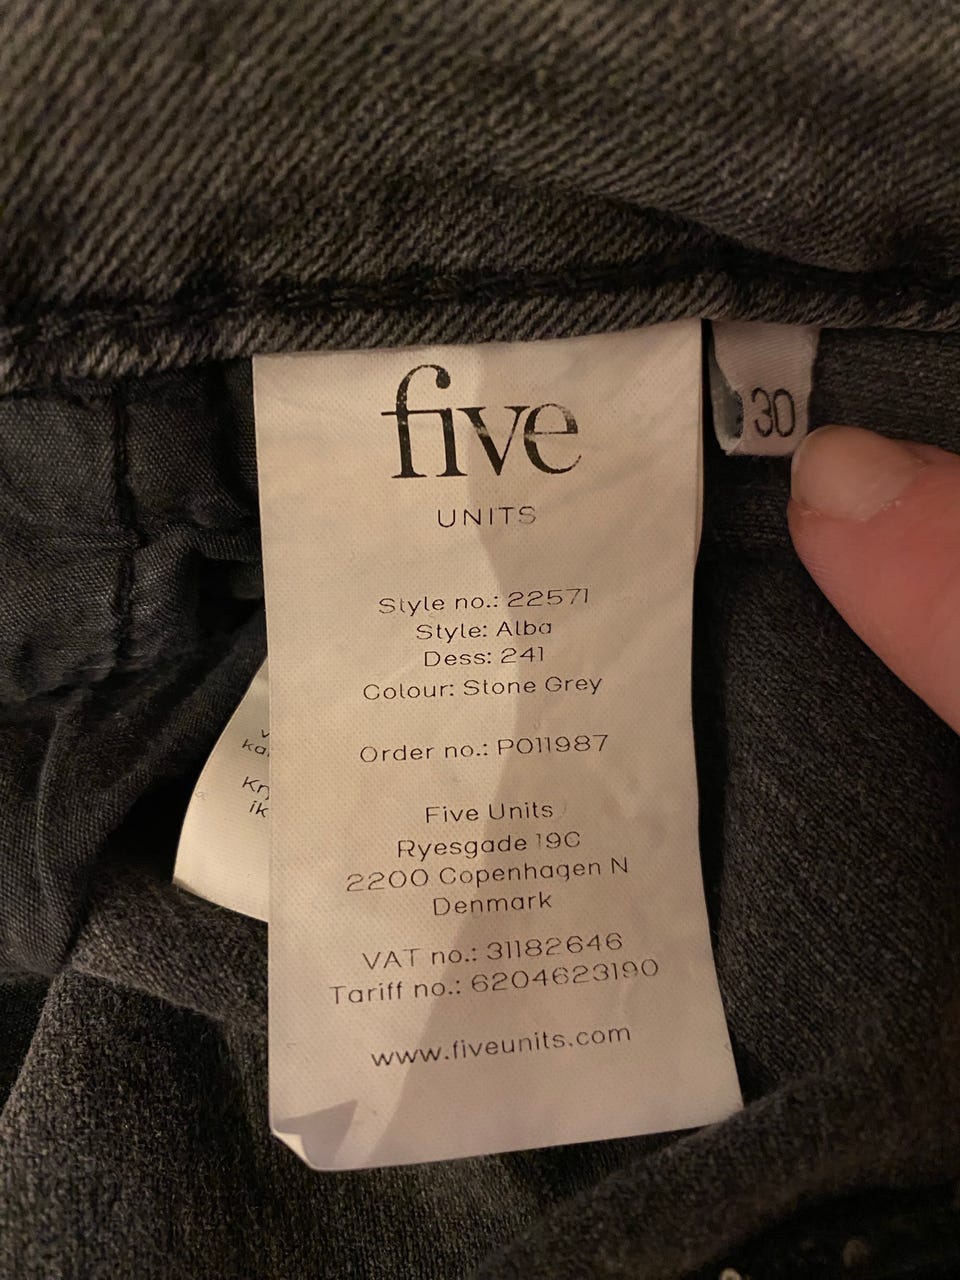 five
UNITS
30
Style no.: 22571
Style: Alba
Dess: 241
Colour: Stone Grey
Order no.: PO11987
Five Units
Ryesgade 19C
2200 Copenhagen N
Denmark
VAT no.: 31182646
Tariff no.: 6204623190
www.fiveunits.com